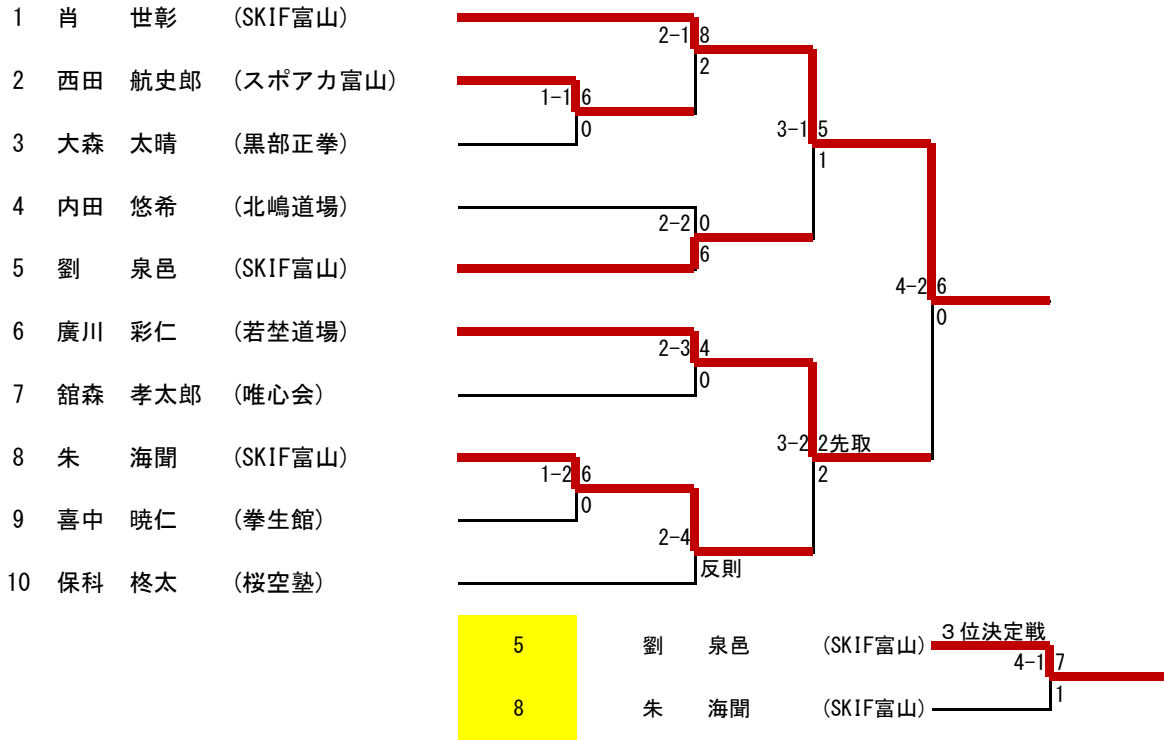 1 肖 世彰 (SKIF富山)
2-1 8
2
2 西田 航史郎 (スポアカ富山)
1-1 6
0
3 大森 太晴 (黒部正拳)
3-1 5
1
4 内田 悠希 (北嶋道場)
2-2 0
6
5 劉 泉邑 (SKIF富山)
4-2 6
0
6 廣川 彩仁 (若埜道場)
2-3 4
0
7 舘森 孝太郎 (唯心会)
3-2 2先取
2
8 朱 海聞 (SKIF富山)
1-2 6
0
9 喜中 暁仁 (拳生館)
2-4
反則
10 保科 柊太 (桜空塾)
3位決定戦
5 劉 泉邑 (SKIF富山)
4-1 7
1
8 朱 海聞 (SKIF富山)